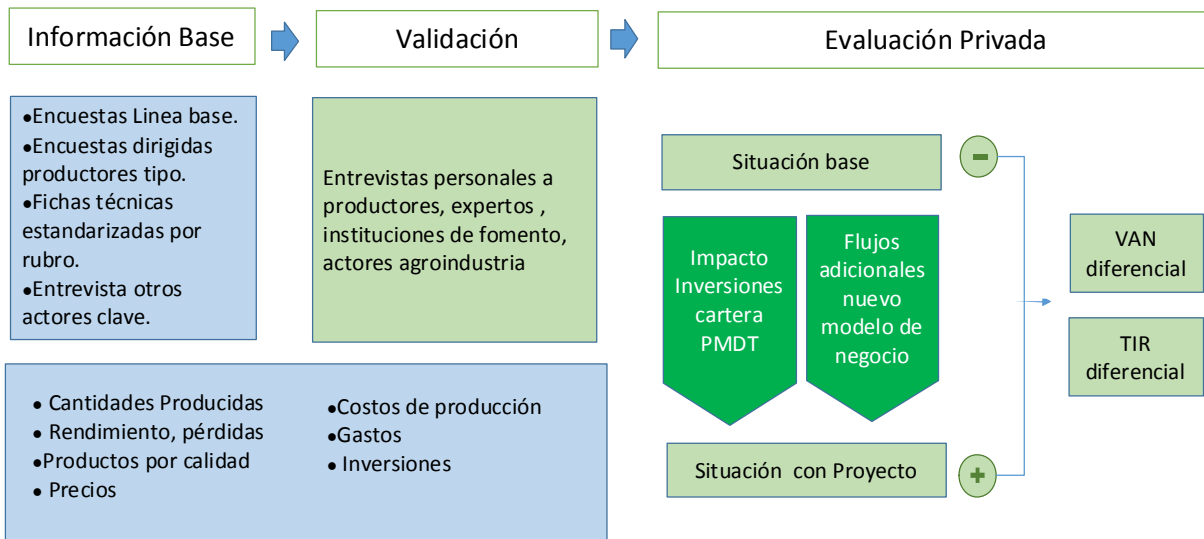 Información Base
Validación
Evaluación Privada
•Encuestas Linea base.
•Encuestas dirigidas
productores tipo.
•Fichas técnicas
estandarizadas por
rubro.
•Entrevista otros
actores clave.
Entrevistas personales a
productores, expertos ,
instituciones de fomento,
actores agroindustria
• Cantidades Producidas
• Rendimiento, pérdidas
•Productos por calidad
• Precios
•Costos de producción
•Gastos
• Inversiones
Situación base
−
Impacto
Inversiones
cartera
PMDT
Flujos
adicionales
nuevo
modelo de
negocio
Situación con Proyecto
+
VAN
diferencial
TIR
diferencial